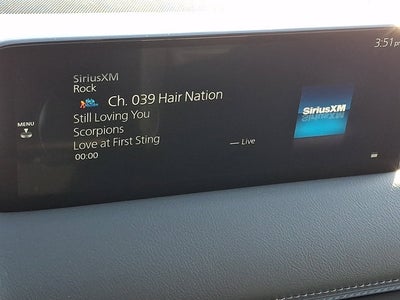 3:51 pm
SiriusXM
Rock
Ch. 039 Hair Nation
Still Loving You
Scorpions
Love at First Sting
Live
00:00
MENU
SiriusXM